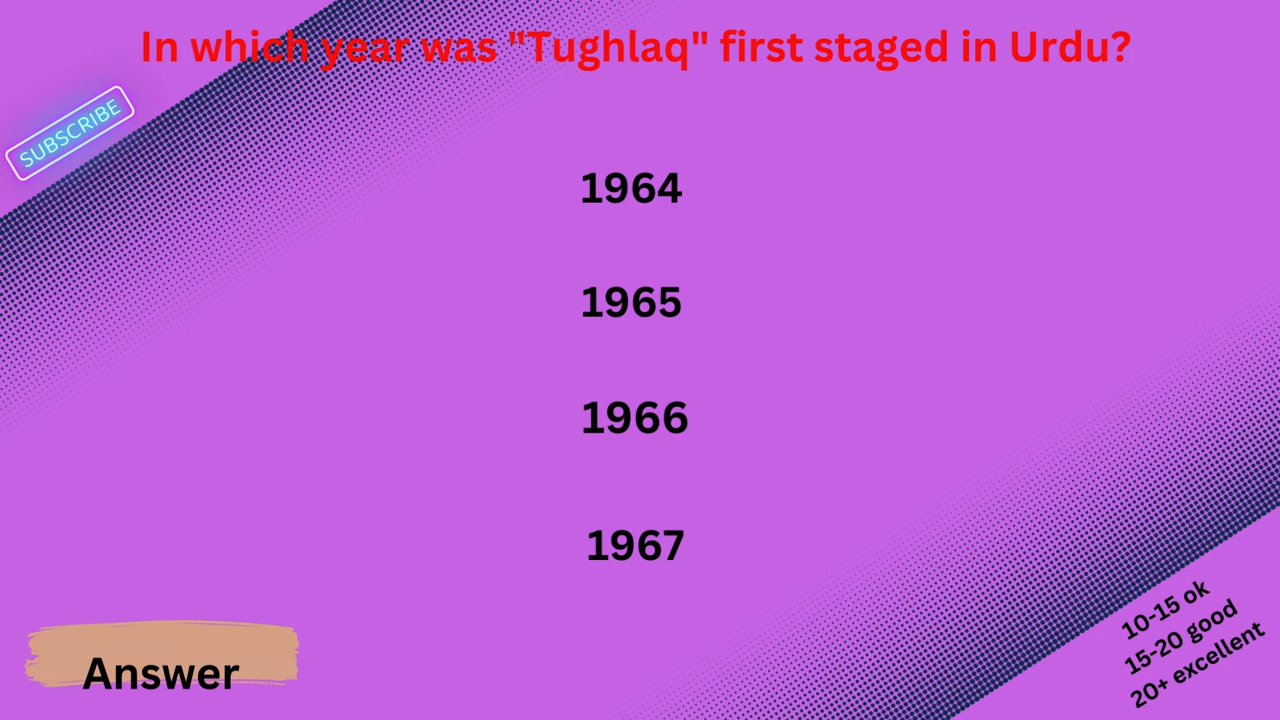 In which year was "Tughlaq" first staged in Urdu?
SUBSCRIBE
1964
1965
1966
1967
Answer
10-15 ok
15-20 good
20+ excellent